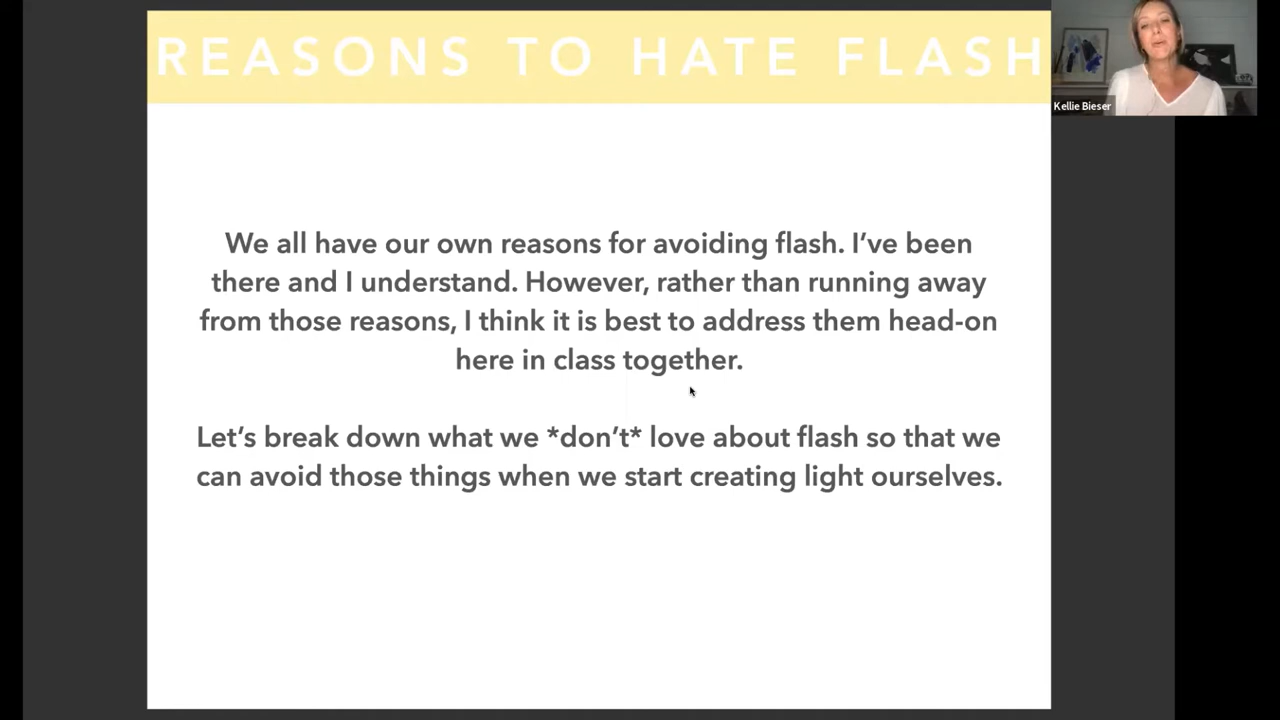 REASONS TO HATE FLASH
Kellie Bieser
We all have our own reasons for avoiding flash. I’ve been
there and I understand. However, rather than running away
from those reasons, I think it is best to address them head-on
here in class together.
Let’s break down what we *don’t* love about flash so that we
can avoid those things when we start creating light ourselves.